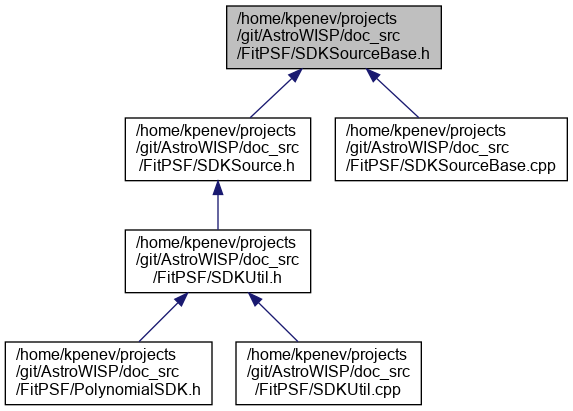 /home/kpenev/projects
/git/AstroWISP/doc_src
/FitPSF/SDKSourceBase.h
/home/kpenev/projects
/git/AstroWISP/doc_src
/FitPSF/SDKSource.h
/home/kpenev/projects
/git/AstroWISP/doc_src
/FitPSF/SDKSourceBase.cpp
/home/kpenev/projects
/git/AstroWISP/doc_src
/FitPSF/SDKUtil.h
/home/kpenev/projects
/git/AstroWISP/doc_src
/FitPSF/PolynomialSDK.h
/home/kpenev/projects
/git/AstroWISP/doc_src
/FitPSF/SDKUtil.cpp